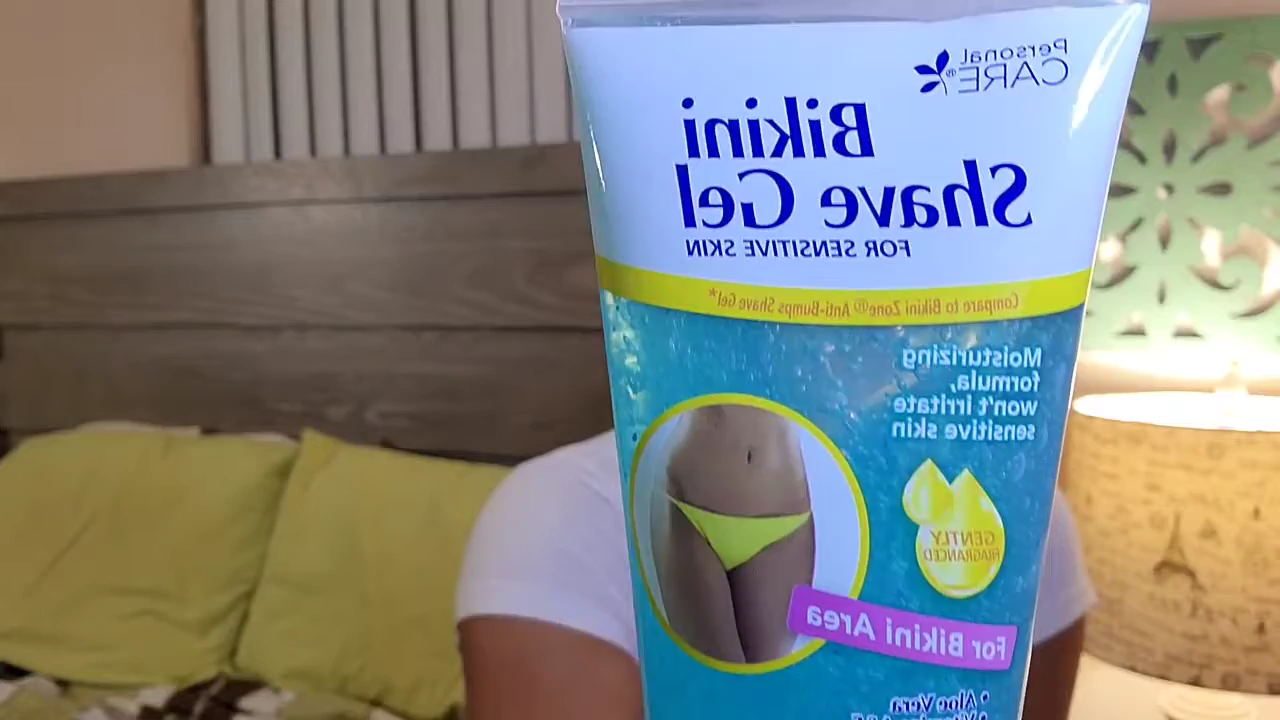 Personal
CARE®
Bikini
Shave Gel
FOR SENSITIVE SKIN
Compare to Bikini Zone® Anti-Bumps Shave Gel*
Moisturizing
formula,
won't irritate
sensitive skin
GENTLY
FRAGRANCED
For Bikini Area
• Aloe Vera